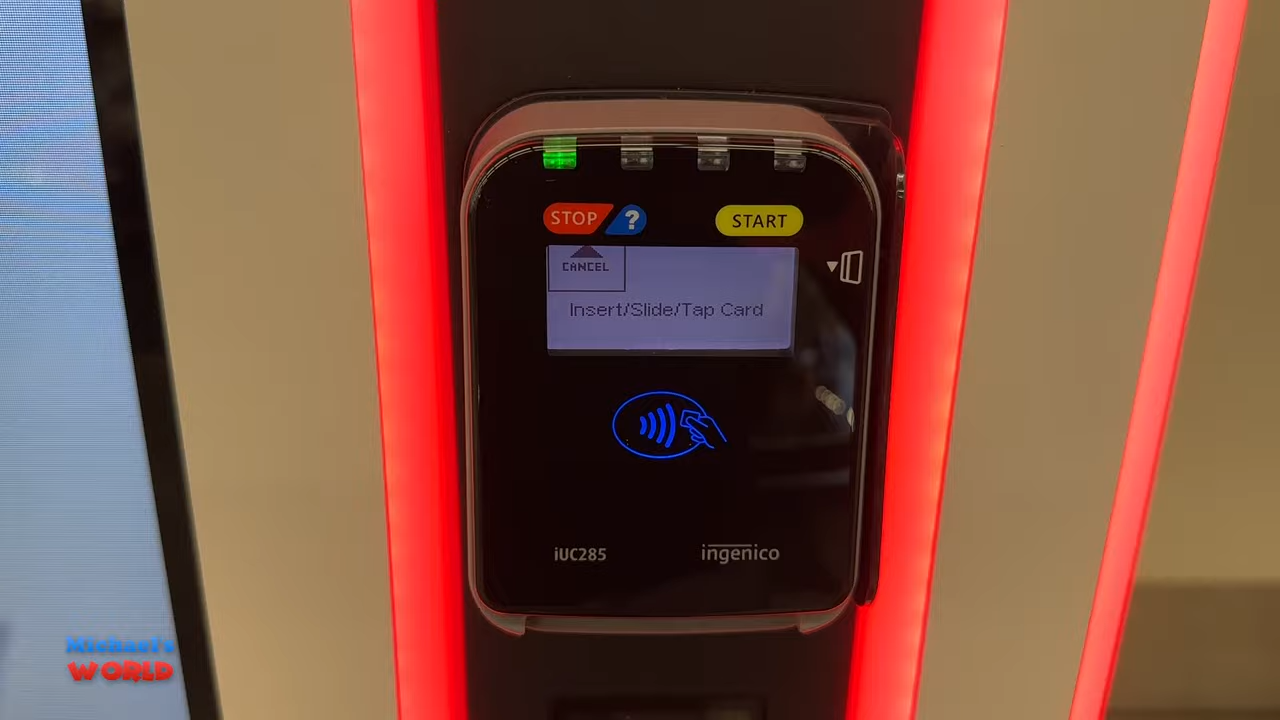 STOP ? START
CANCEL
Insert/Slide/Tap Card
iUC285 ingenico
Michael's
WORLD